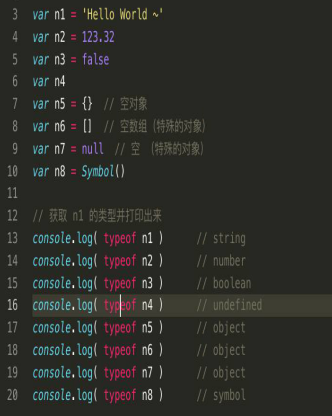 3 var n1 = 'Hello World ~'
4 var n2 = 123.32
5 var n3 = false
6 var n4
7 var n5 = {} // 空对象
8 var n6 = [] // 空数组 (特殊的对象)
9 var n7 = null // 空 (特殊的对象)
10 var n8 = Symbol()
11
12 // 获取 n1 的类型并打印出来
13 console.log( typeof n1 ) // string
14 console.log( typeof n2 ) // number
15 console.log( typeof n3 ) // boolean
16 console.log( typeof n4 ) // undefined
17 console.log( typeof n5 ) // object
18 console.log( typeof n6 ) // object
19 console.log( typeof n7 ) // object
20 console.log( typeof n8 ) // symbol